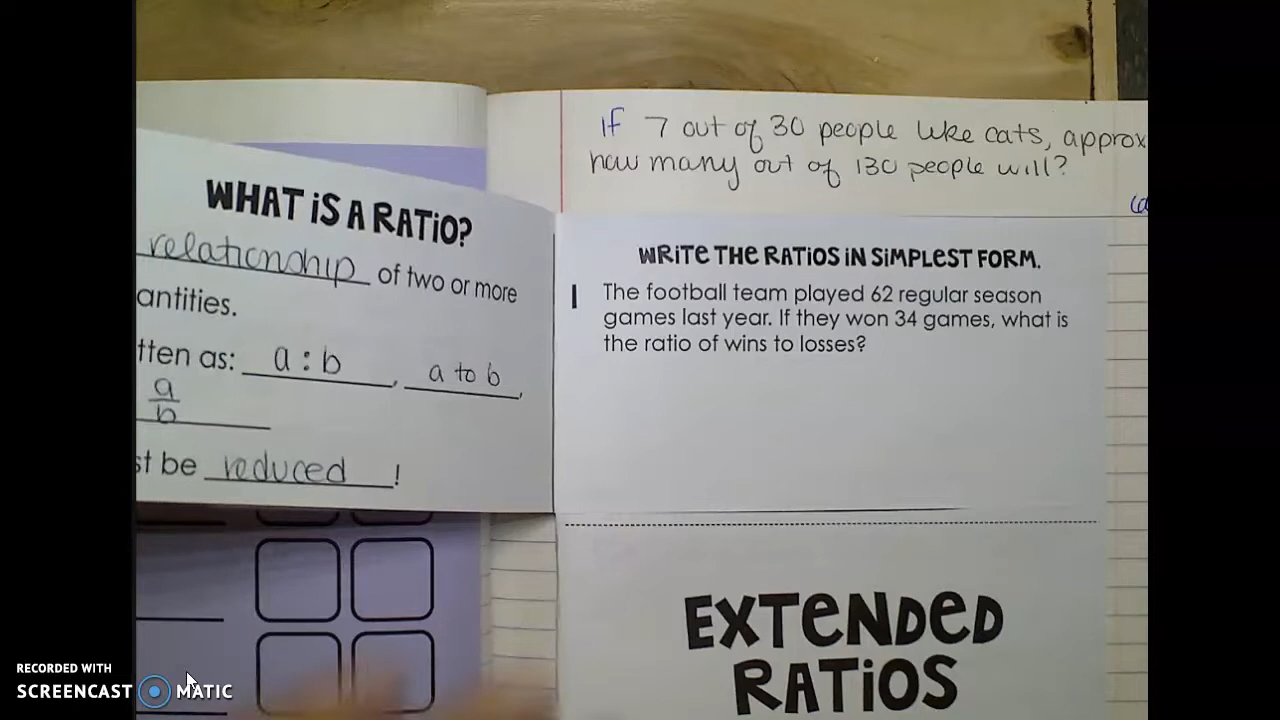 If 7 out of 30 people like cats, approx
how many out of 130 people will?
WHAT iS A RATiO?
relationship of two or more
antities.
tten as: a : b, a to b,
a
b
st be reduced!
WRiTE THE RATiOS iN SiMPLEST FORM.
1 The football team played 62 regular season
games last year. If they won 34 games, what is
the ratio of wins to losses?
EXTENDED
RATiOS
RECORDED WITH
SCREENCAST MATIC